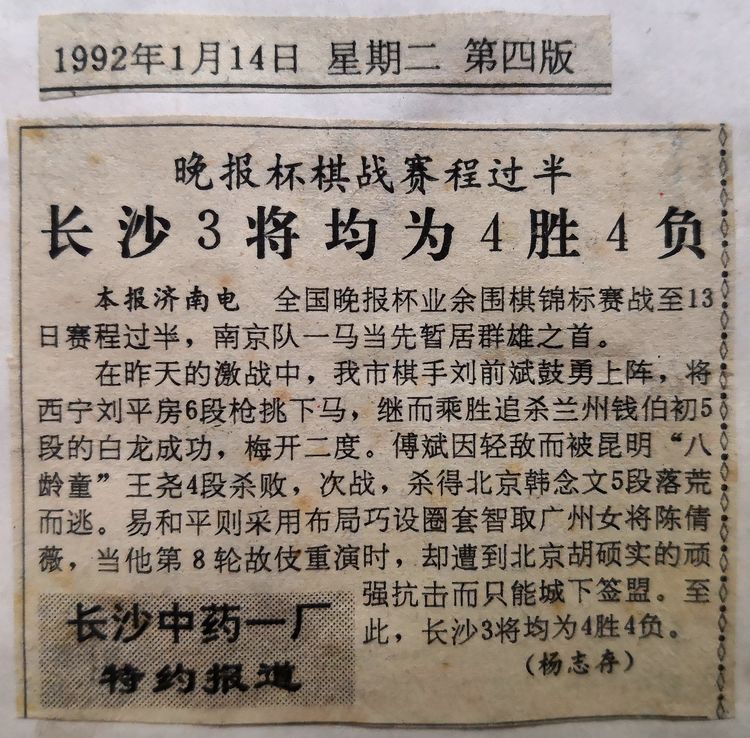 1992年1月14日 星期二 第四版
晚报杯棋战赛程过半
长沙3将均为4胜4负
本报济南电 全国晚报杯业余围棋锦标赛战至13
日赛程过半，南京队一马当先暂居群雄之首。
在昨天的激战中，我市棋手刘前斌鼓勇上阵，将
西宁刘平房6段枪挑下马，继而乘胜追杀兰州钱伯初5
段的白龙成功，梅开二度。傅斌因轻敌而被昆明“八
龄童”王尧4段杀败，次战，杀得北京韩念文5段落荒
而逃。易和平则采用布局巧设圈套智取广州女将陈倩
薇，当他第8轮故伎重演时，却遭到北京胡硕实的顽
强抗击而只能城下签盟。至
此，长沙3将均为4胜4负。
（杨志存）
长沙中药一厂
特约报道